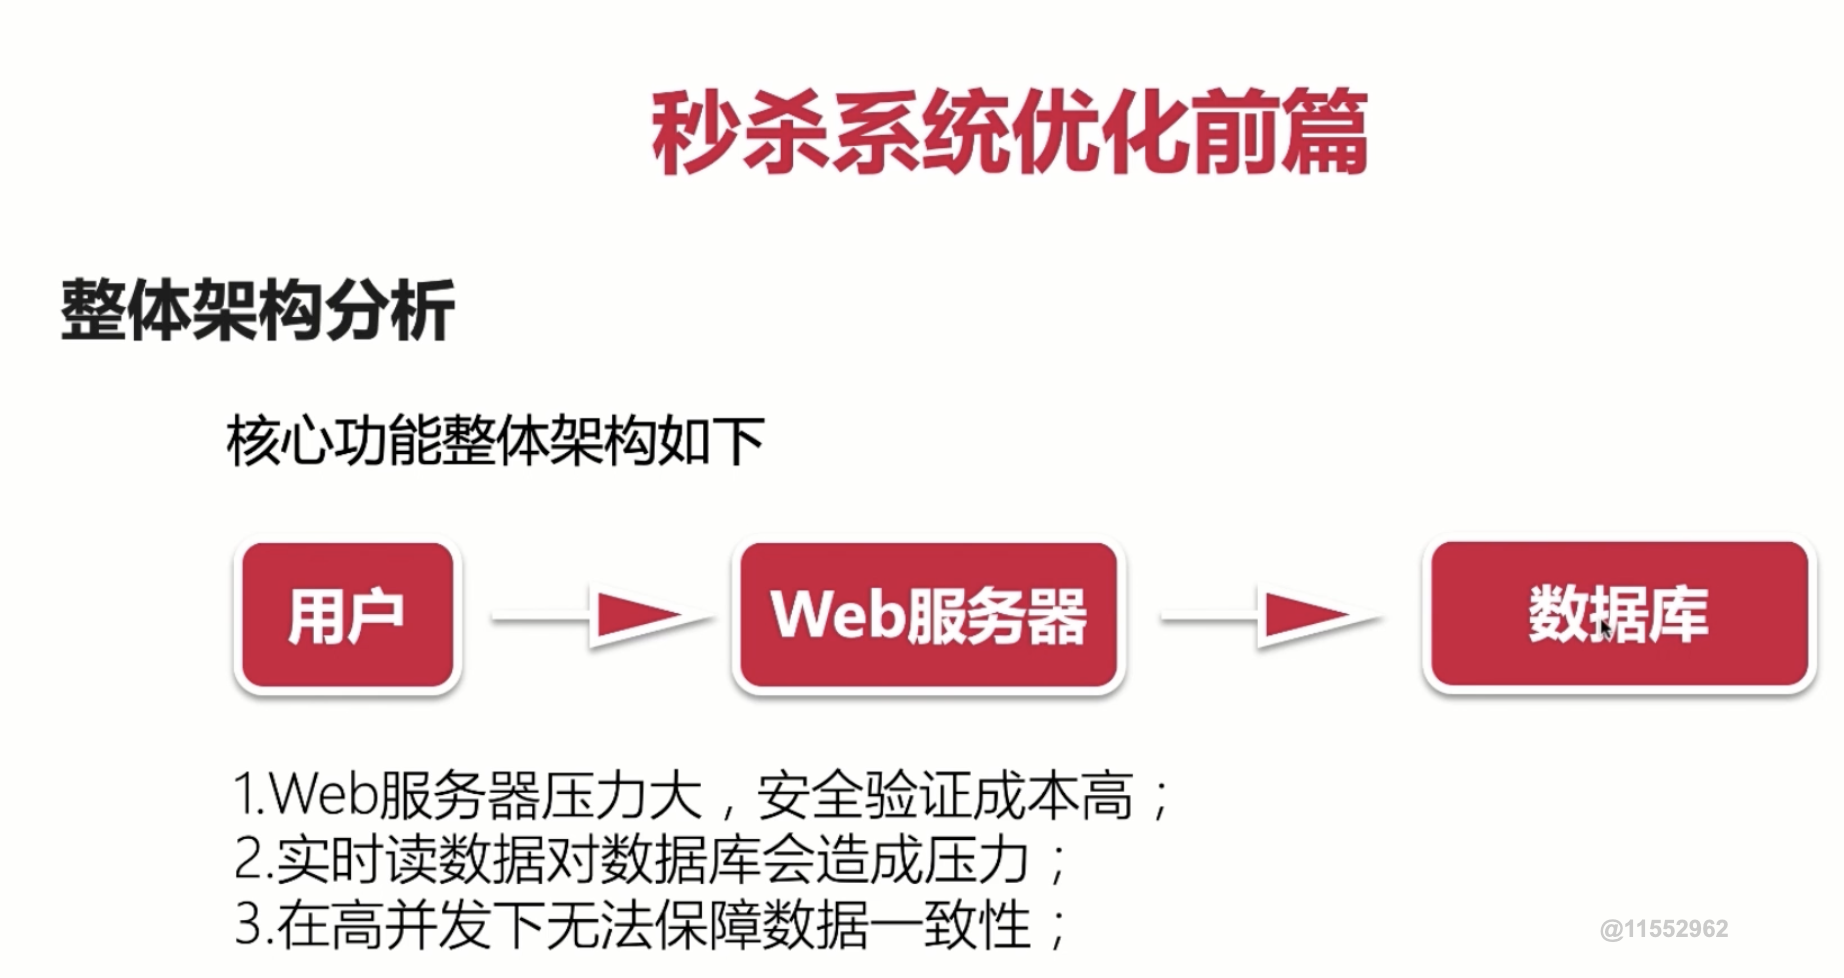 秒杀系统优化前篇
整体架构分析
核心功能整体架构如下
用户
Web服务器
数据库
1.Web服务器压力大，安全验证成本高；
2.实时读数据对数据库会造成压力；
3.在高并发下无法保障数据一致性；
@11552962